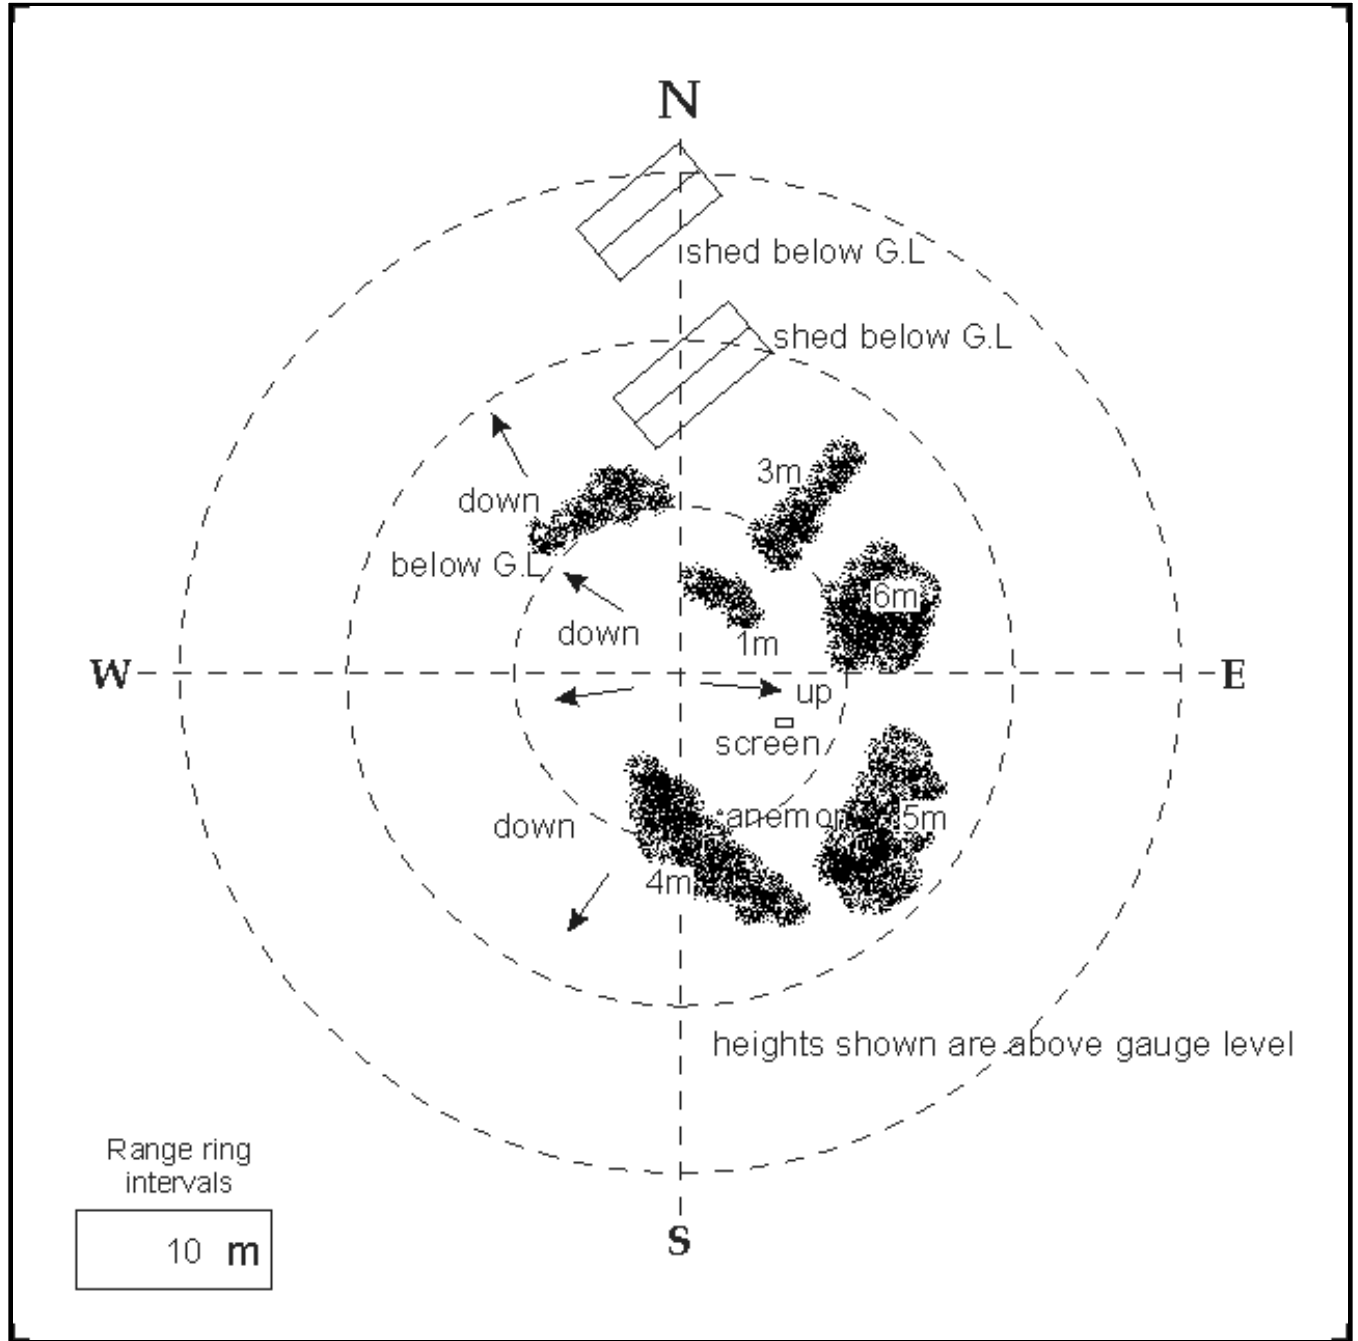 N
shed below G.L
shed below G.L
3m
down
below G.L
6m
down
1m
W
E
up
screen
down
5m
4m
heights shown are above gauge level
Range ring
intervals
10 m
S